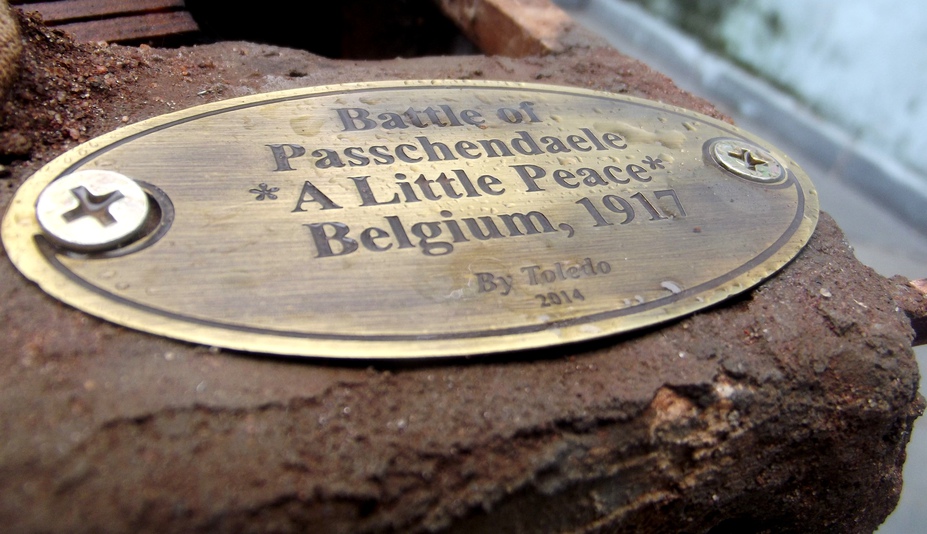 Battle of
Passchendaele
*A Little Peace*
Belgium, 1917
By Toledo
2014